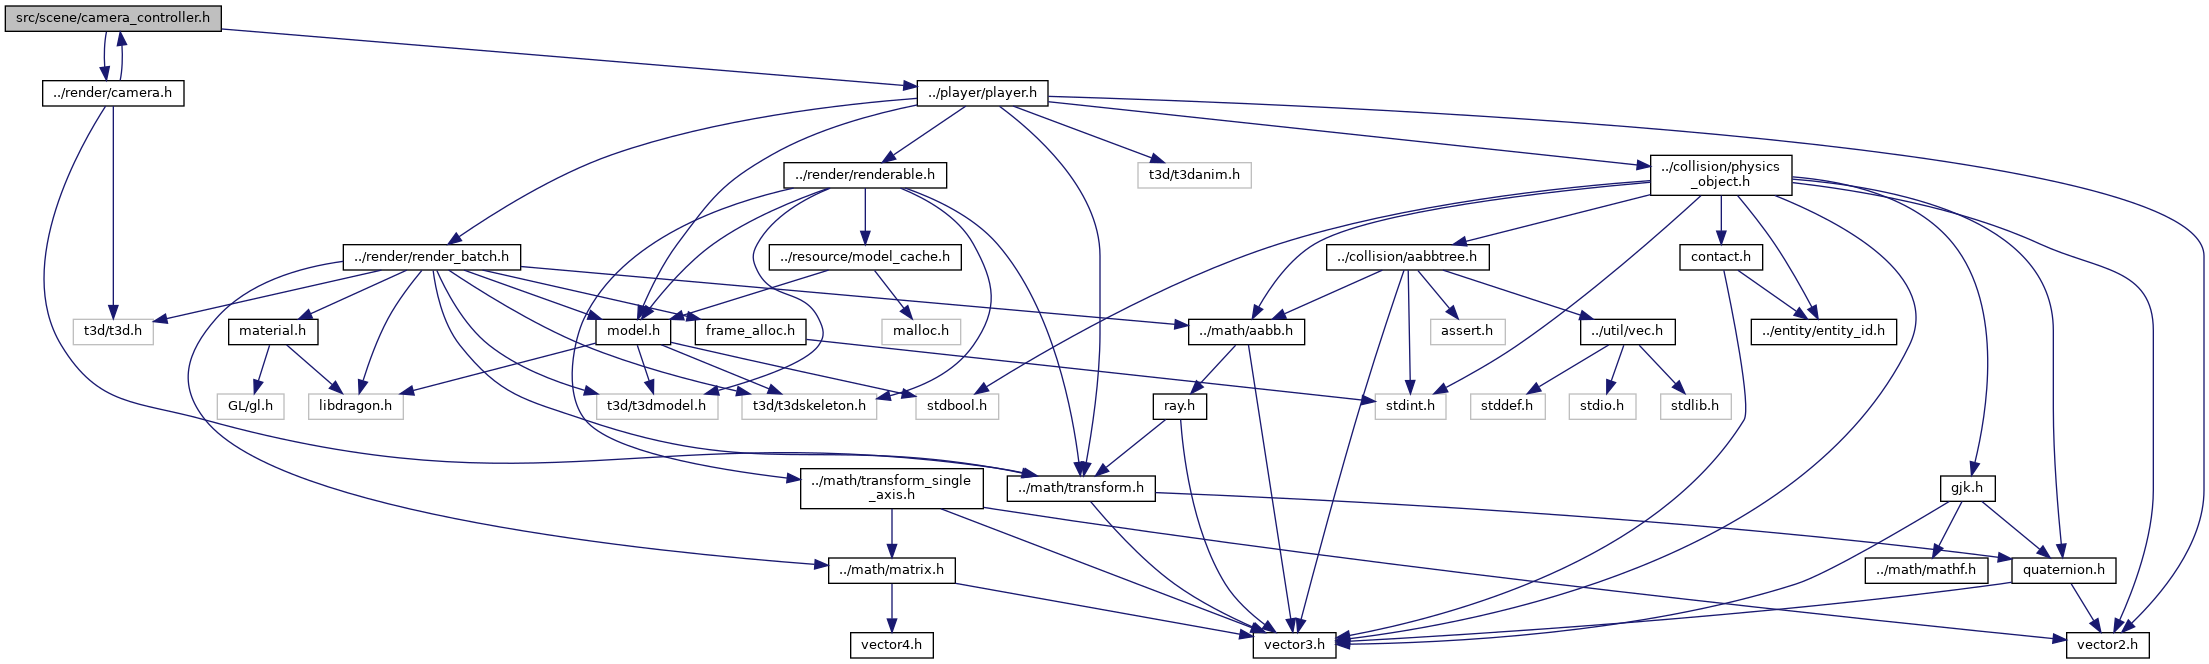 src/scene/camera_controller.h
../render/camera.h
../player/player.h
../render/renderable.h
t3d/t3danim.h
../collision/physics
_object.h
../render/render_batch.h
../resource/model_cache.h
../collision/aabbtree.h
contact.h
t3d/t3d.h
material.h
model.h
frame_alloc.h
malloc.h
../math/aabb.h
assert.h
../util/vec.h
../entity/entity_id.h
GL/gl.h
libdragon.h
t3d/t3dmodel.h
t3d/t3dskeleton.h
stdbool.h
ray.h
stdint.h
stddef.h
stdio.h
stdlib.h
../math/transform_single
_axis.h
../math/transform.h
gjk.h
../math/matrix.h
../math/mathf.h
quaternion.h
vector4.h
vector3.h
vector2.h